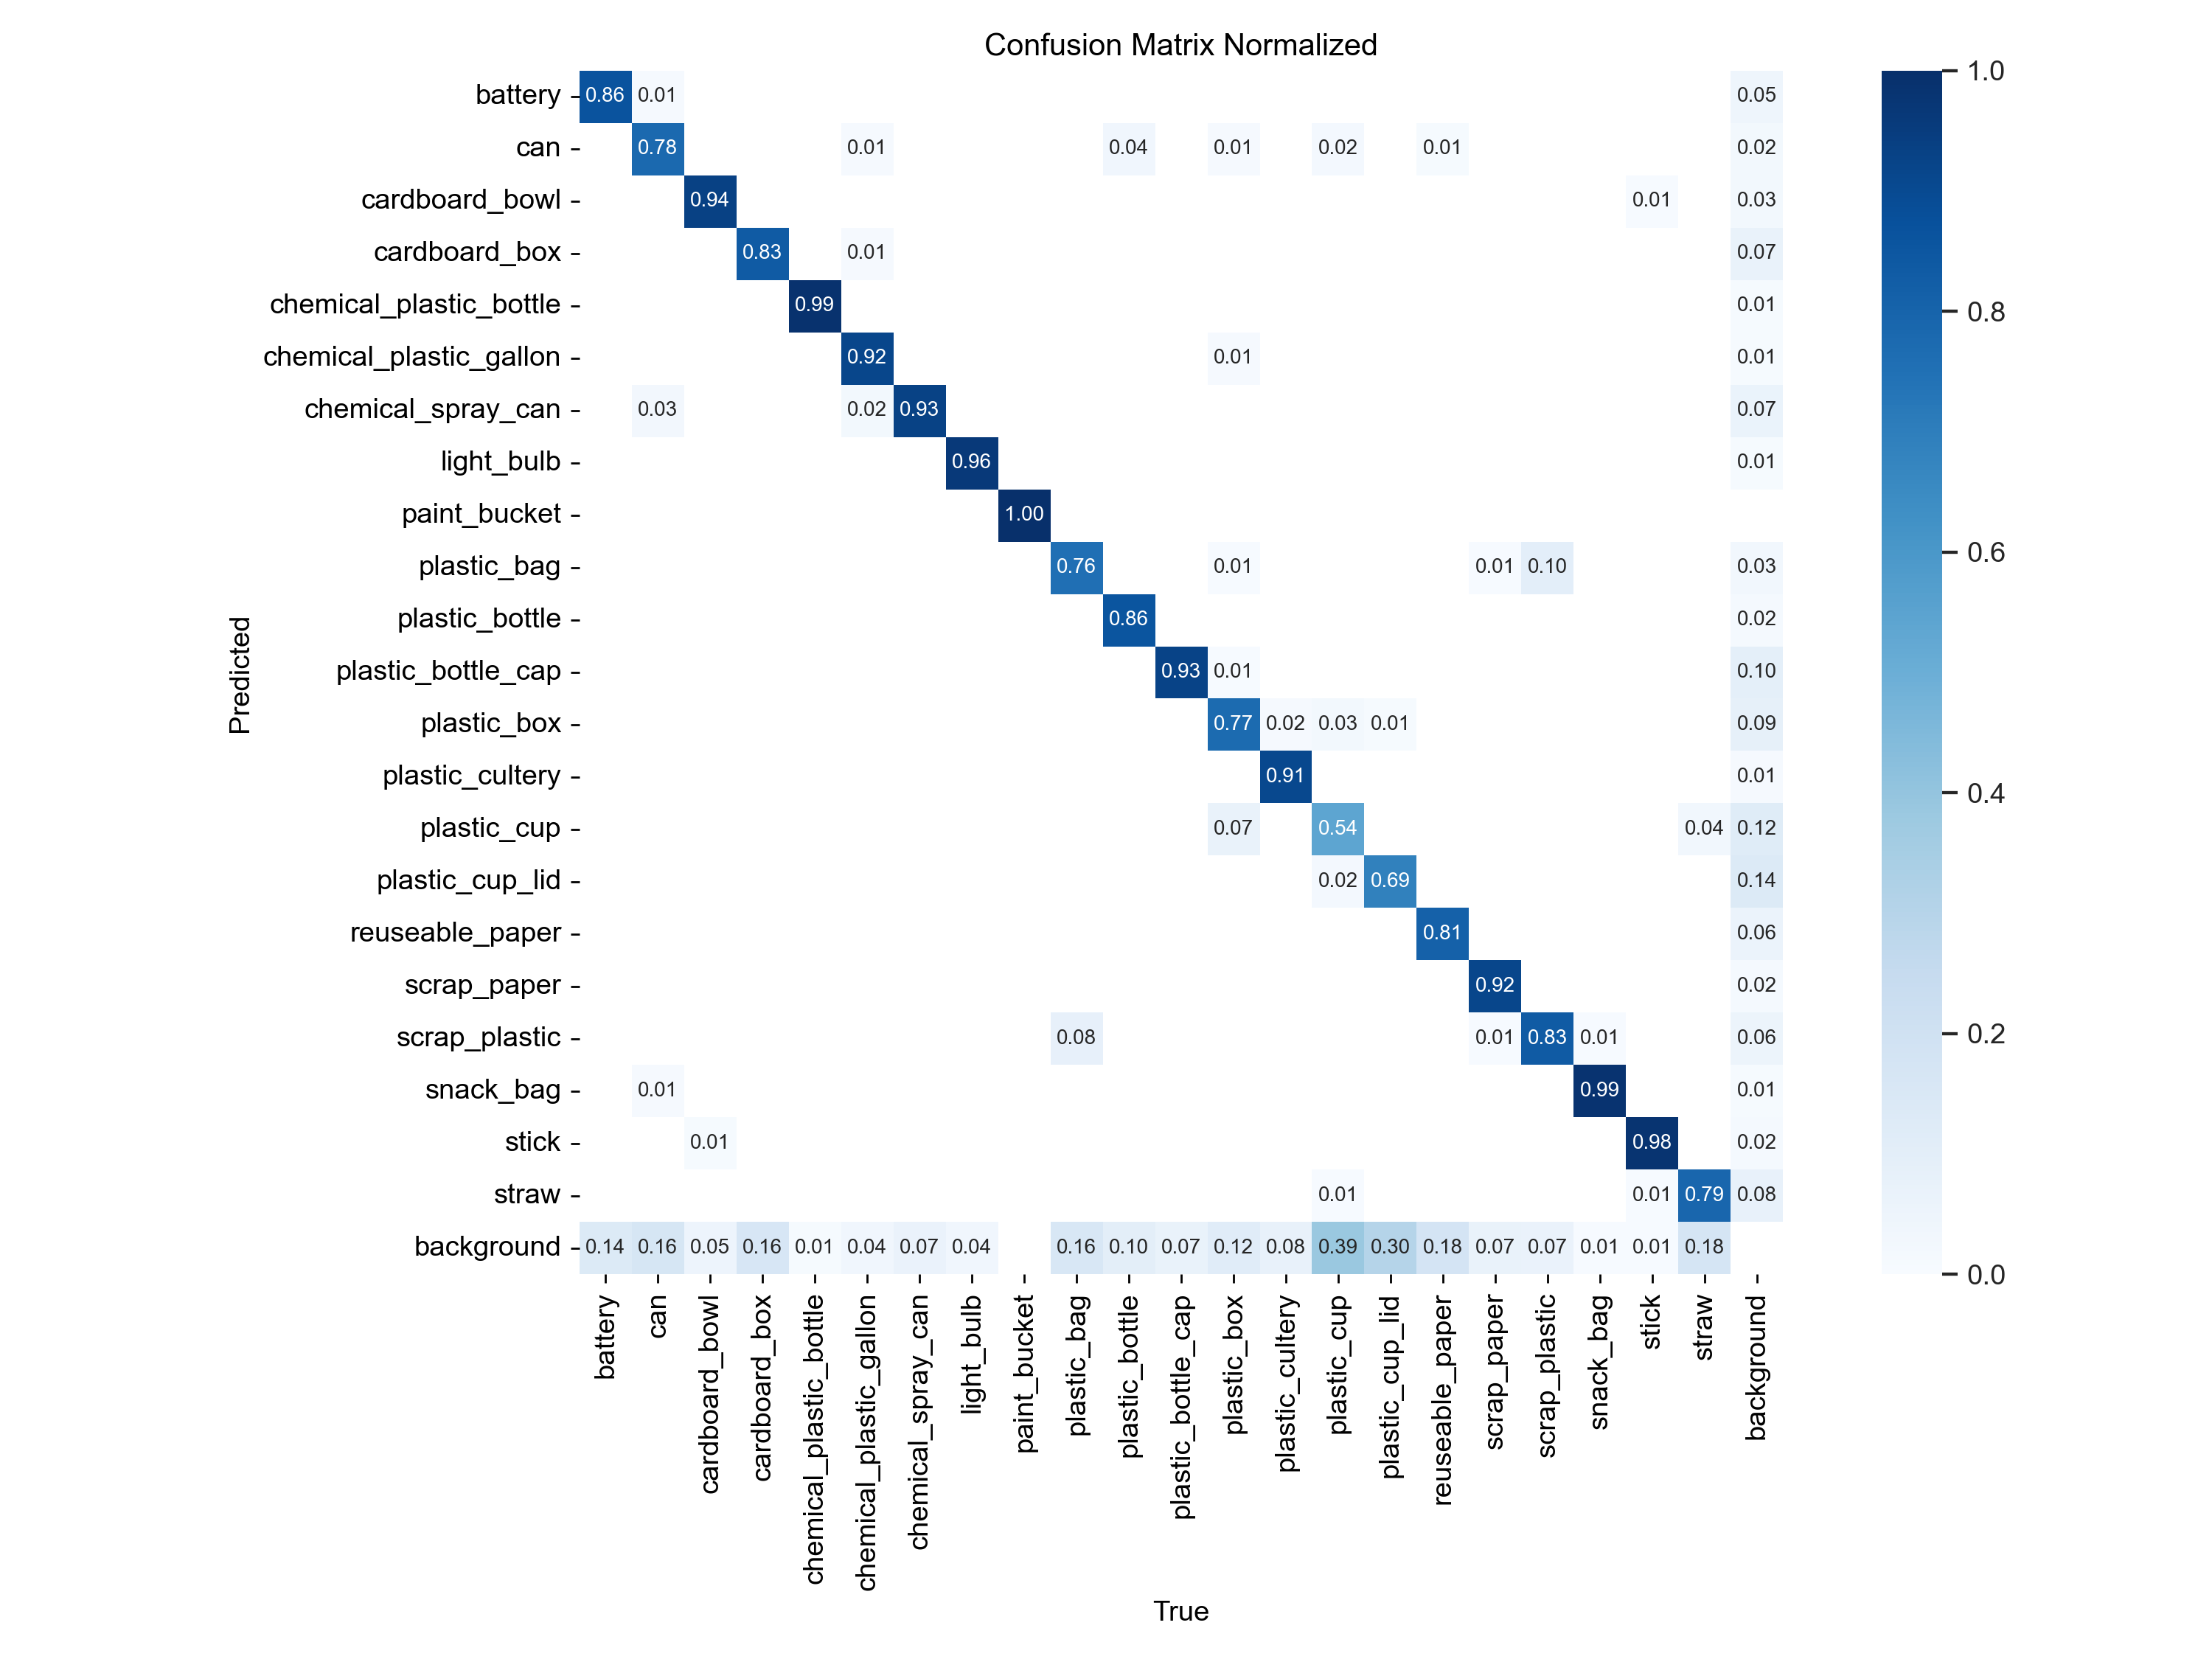 Confusion Matrix Normalized
battery 0.86 0.01 0.05
can 0.78 0.01 0.04 0.01 0.02 0.01 0.02
cardboard_bowl 0.94 0.01 0.03
cardboard_box 0.83 0.01 0.07
chemical_plastic_bottle 0.99 0.01
chemical_plastic_gallon 0.92 0.01 0.01
chemical_spray_can 0.03 0.02 0.93 0.07
light_bulb 0.96 0.01
paint_bucket 1.00
plastic_bag 0.76 0.01 0.01 0.10 0.03
plastic_bottle 0.86 0.02
plastic_bottle_cap 0.93 0.01 0.10
plastic_box 0.77 0.02 0.03 0.01 0.09
plastic_cultery 0.91 0.01
plastic_cup 0.07 0.54 0.04 0.12
plastic_cup_lid 0.02 0.69 0.14
reuseable_paper 0.81 0.06
scrap_paper 0.92 0.02
scrap_plastic 0.08 0.01 0.83 0.01 0.06
snack_bag 0.01 0.99 0.01
stick 0.01 0.98 0.02
straw 0.01 0.01 0.79 0.08
background 0.14 0.16 0.05 0.16 0.01 0.04 0.07 0.04 0.16 0.10 0.07 0.12 0.08 0.39 0.30 0.18 0.07 0.07 0.01 0.01 0.18
Predicted
battery
can
cardboard_bowl
cardboard_box
chemical_plastic_bottle
chemical_plastic_gallon
chemical_spray_can
light_bulb
paint_bucket
plastic_bag
plastic_bottle
plastic_bottle_cap
plastic_box
plastic_cultery
plastic_cup
plastic_cup_lid
reuseable_paper
scrap_paper
scrap_plastic
snack_bag
stick
straw
background
True
1.0
0.8
0.6
0.4
0.2
0.0